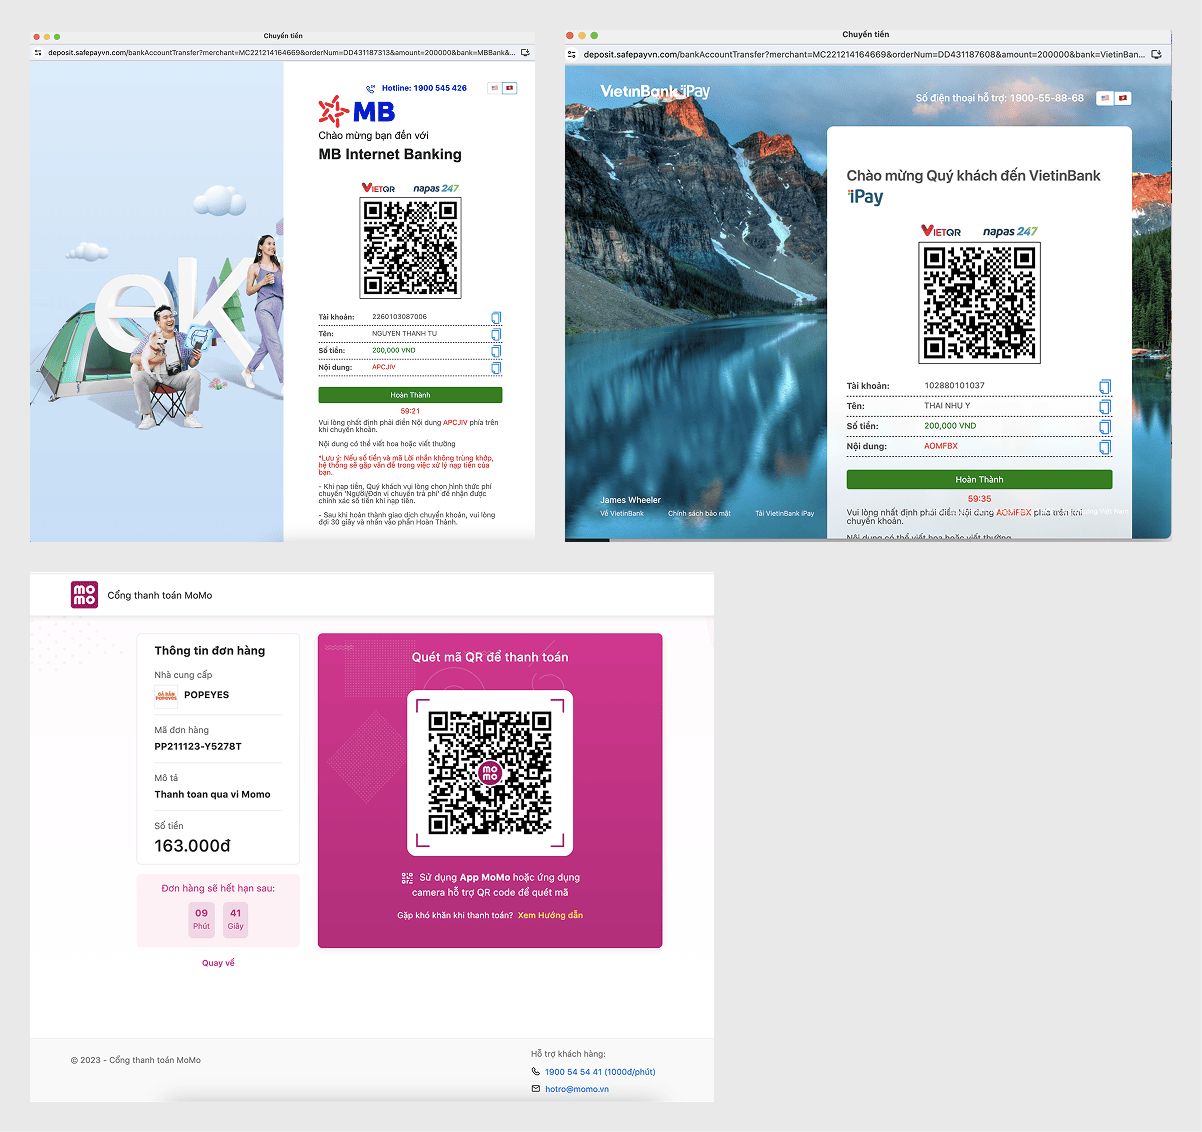 Chuyển tiền
deposit.safepayvn.com/bankAccountTransfer?merchant=MC221214164669&orderNum=DD431187313&amount=200000&bank=MBBank&...
Hotline: 1900 545 426
MB
Chào mừng bạn đến với
MB Internet Banking
VIETQR napas 247
ek
Tài khoản: 2260103087006
Tên: NGUYEN THANH TU
Số tiền: 200,000 VND
Nội dung: APCJIV
Hoàn Thành
59:21
Vui lòng nhất định phải điền Nội dung APCJIV phía trên
khi chuyển khoản.
Nội dung có thể viết hoa hoặc viết thường
*Lưu ý: Nếu số tiền và mã Lời nhắn không trùng khớp,
hệ thống sẽ gặp vấn đề trong việc xử lý nạp tiền của
bạn.
- Khi nạp tiền, Quý khách vui lòng chọn hình thức phí
chuyển 'Người/Đơn vị chuyển trả phí' để nhận được
chính xác số tiền khi nạp tiền.
- Sau khi hoàn thành giao dịch chuyển khoản, vui lòng
đợi 30 giây và nhấn vào phần Hoàn Thành.
Chuyển tiền
deposit.safepayvn.com/bankAccountTransfer?merchant=MC221214164669&orderNum=DD431187608&amount=200000&bank=VietinBan...
VietinBank iPay
Số điện thoại hỗ trợ: 1900-55-88-68
Chào mừng Quý khách đến VietinBank
iPay
VIETQR napas 247
Tài khoản: 102880101037
Tên: THAI NHU Y
Số tiền: 200,000 VND
Nội dung: AOMFBX
Hoàn Thành
59:35
Vui lòng nhất định phải điền Nội dung AOMFBX phía trên khi
chuyển khoản.
Nội dung có thể viết hoa hoặc viết thường
James Wheeler
Về VietinBank Chính sách bảo mật Tải VietinBank iPay
momo
Cổng thanh toán MoMo
Thông tin đơn hàng
Nhà cung cấp
GÀ RÁN
POPEYES
POPEYES
Mã đơn hàng
PP211123-Y5278T
Mô tả
Thanh toan qua vi Momo
Số tiền
163.000đ
Đơn hàng sẽ hết hạn sau:
09 41
Phút Giây
Quay về
Quét mã QR để thanh toán
momo
Sử dụng App MoMo hoặc ứng dụng
camera hỗ trợ QR code để quét mã
Gặp khó khăn khi thanh toán? Xem Hướng dẫn
© 2023 - Cổng thanh toán MoMo
Hỗ trợ khách hàng:
1900 54 54 41 (1000đ/phút)
hotro@momo.vn